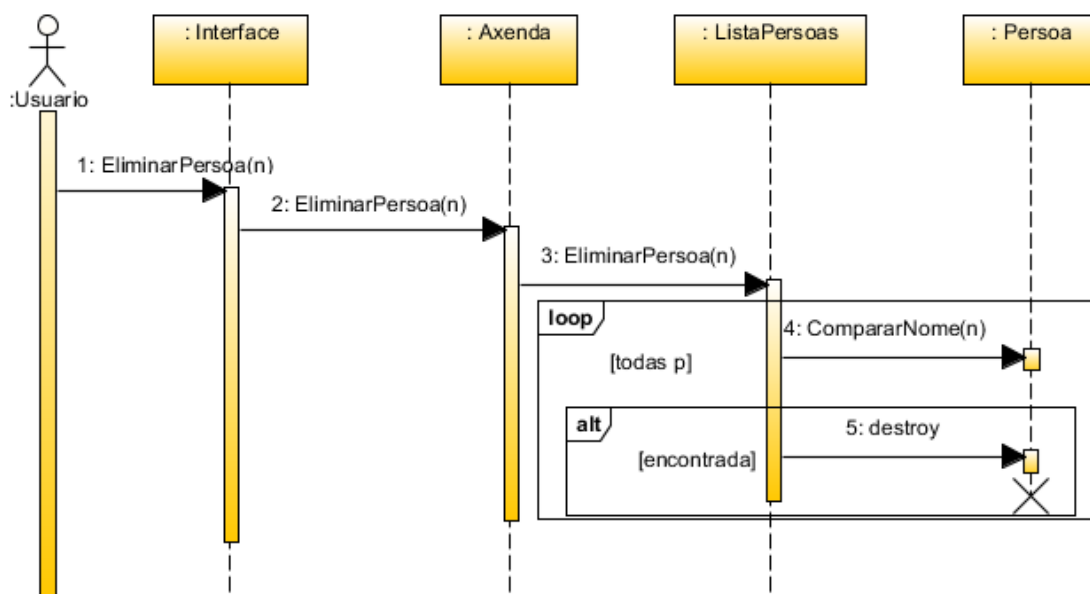 : Interface
: Axenda
: ListaPersoas
: Persoa
:Usuario
1: EliminarPersoa(n)
2: EliminarPersoa(n)
3: EliminarPersoa(n)
loop
4: CompararNome(n)
[todas p]
alt
5: destroy
[encontrada]